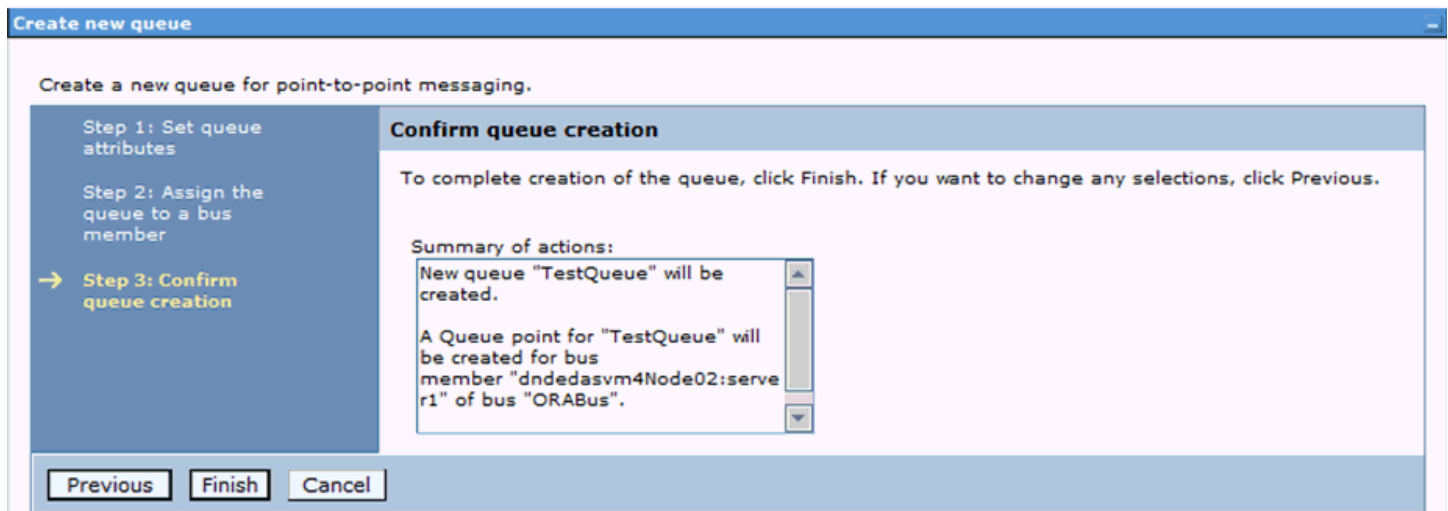 Create new queue
Create a new queue for point-to-point messaging.
Step 1: Set queue
attributes
Step 2: Assign the
queue to a bus
member
Step 3: Confirm
queue creation
Confirm queue creation
To complete creation of the queue, click Finish. If you want to change any selections, click Previous.
Summary of actions:
New queue "TestQueue" will be
created.
A Queue point for "TestQueue" will
be created for bus
member "dndedasvm4Node02:serve
r1" of bus "ORABus".
Previous Finish Cancel